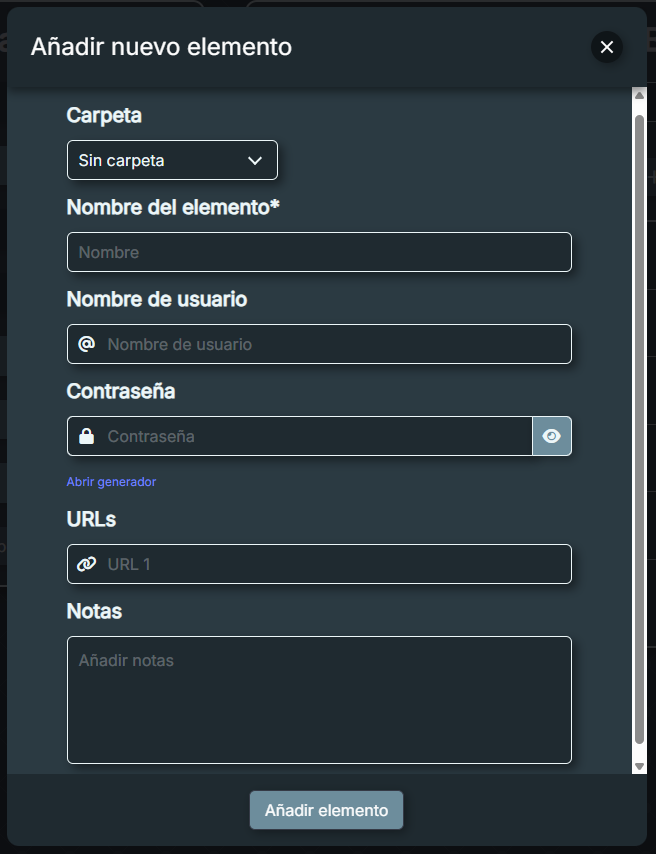 Añadir nuevo elemento
Carpeta
Sin carpeta
Nombre del elemento*
Nombre
Nombre de usuario
Nombre de usuario
Contraseña
Contraseña
Abrir generador
URLs
URL 1
Notas
Añadir notas
Añadir elemento